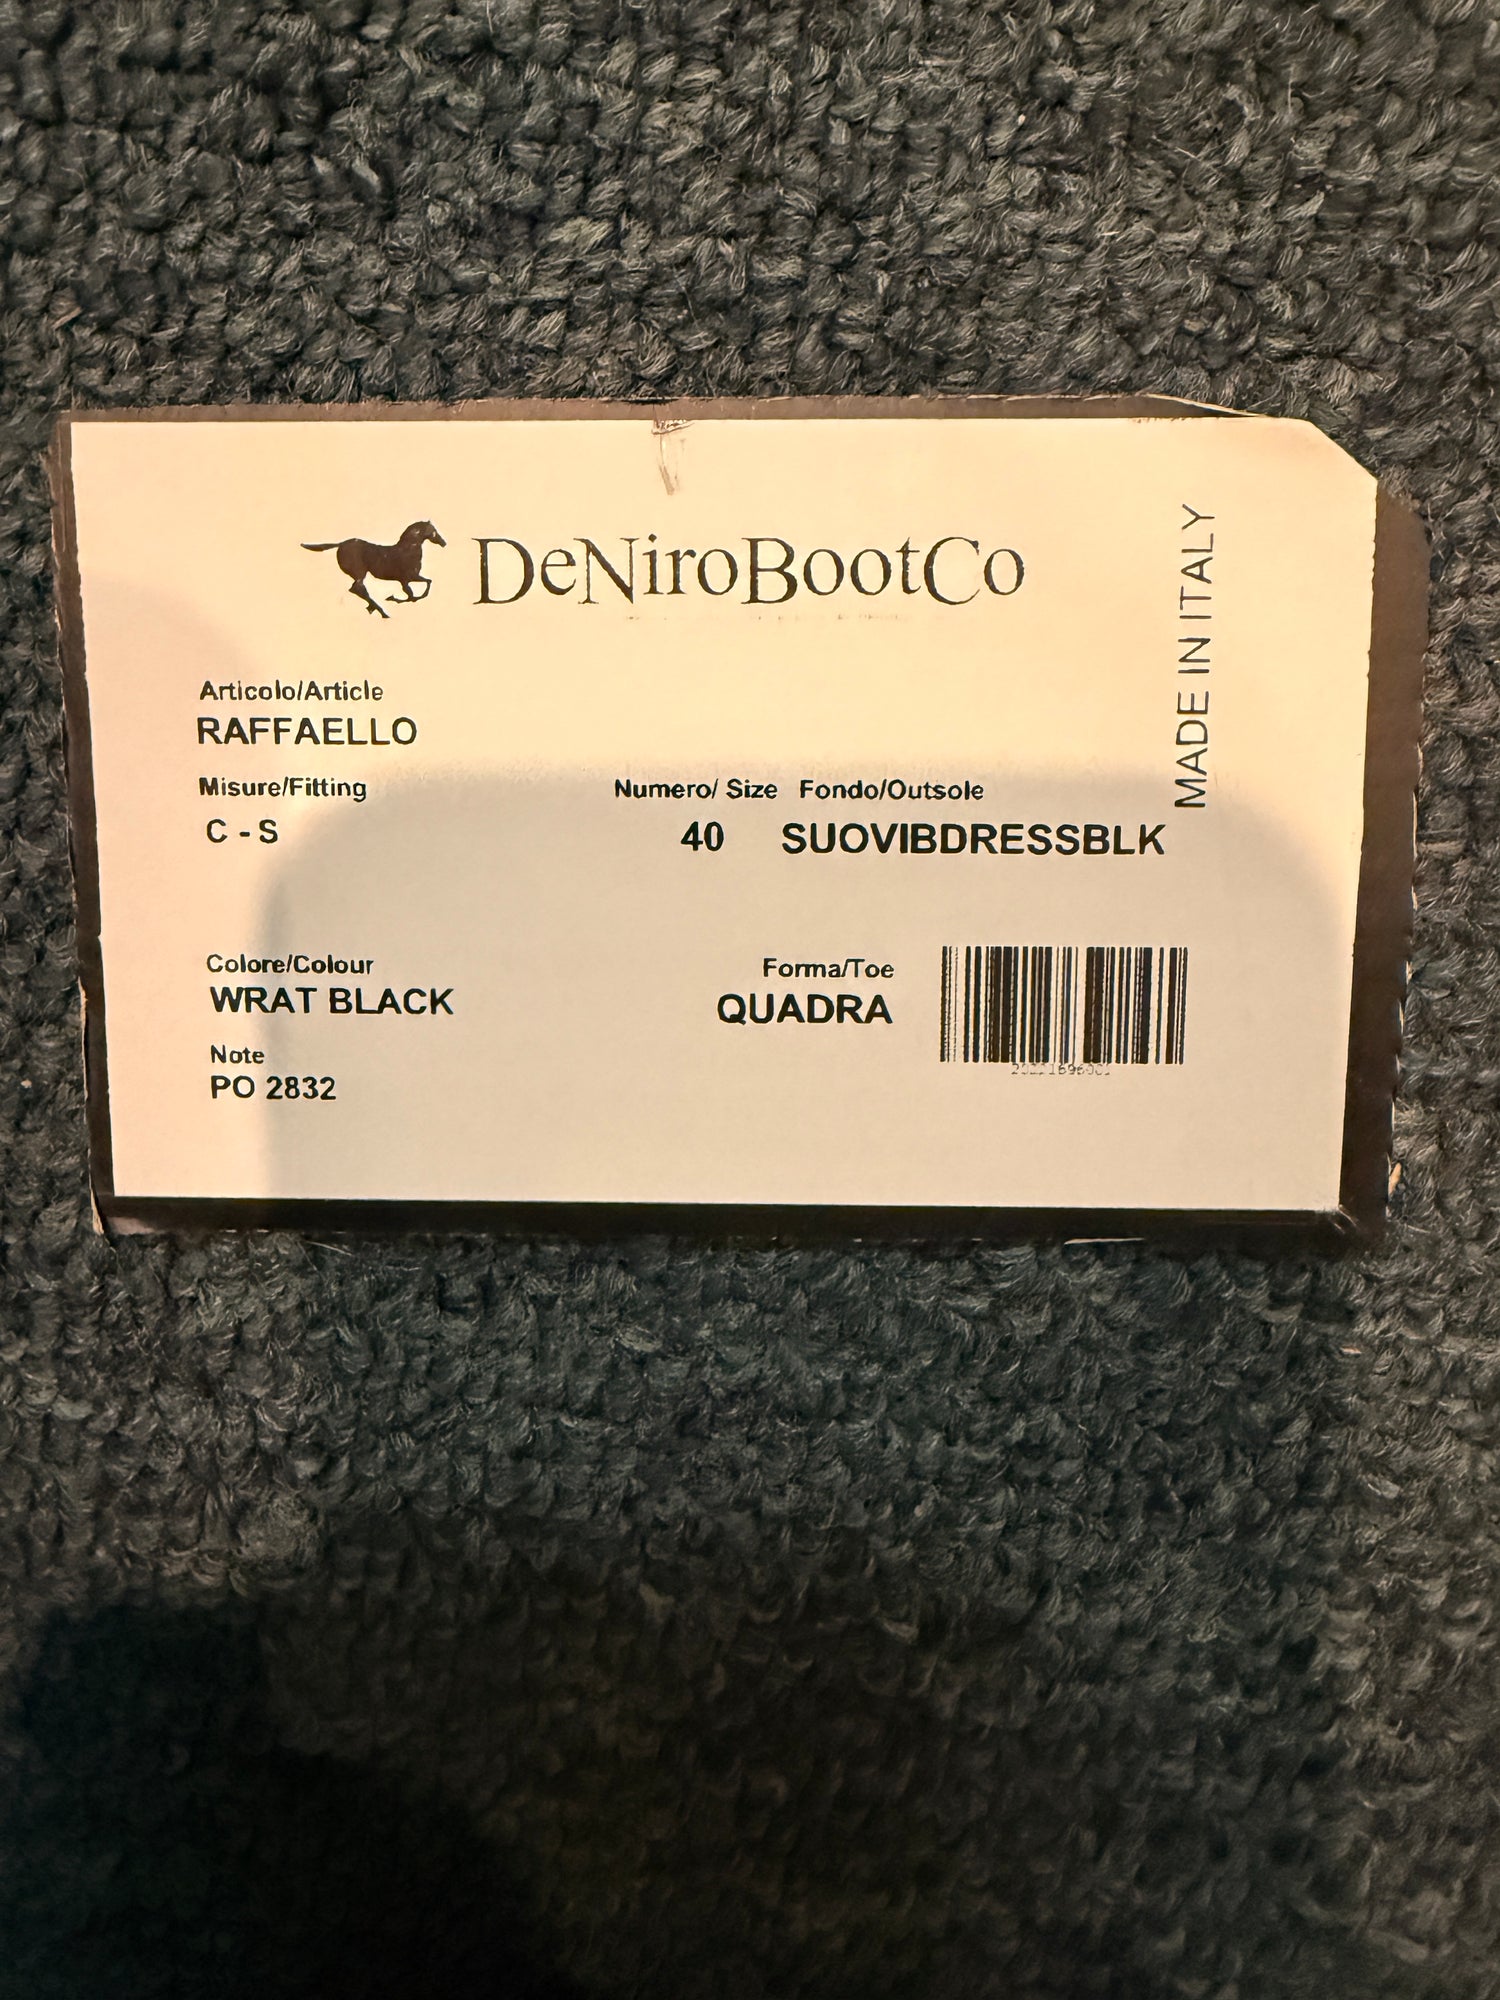 DeNiroBootCo
MADE IN ITALY
Articolo/Article
RAFFAELLO
Misure/Fitting
Numero/ Size
Fondo/Outsole
C - S
40
SUOVIBDRESSBLK
Colore/Colour
WRAT BLACK
Forma/Toe
QUADRA
Note
PO 2832